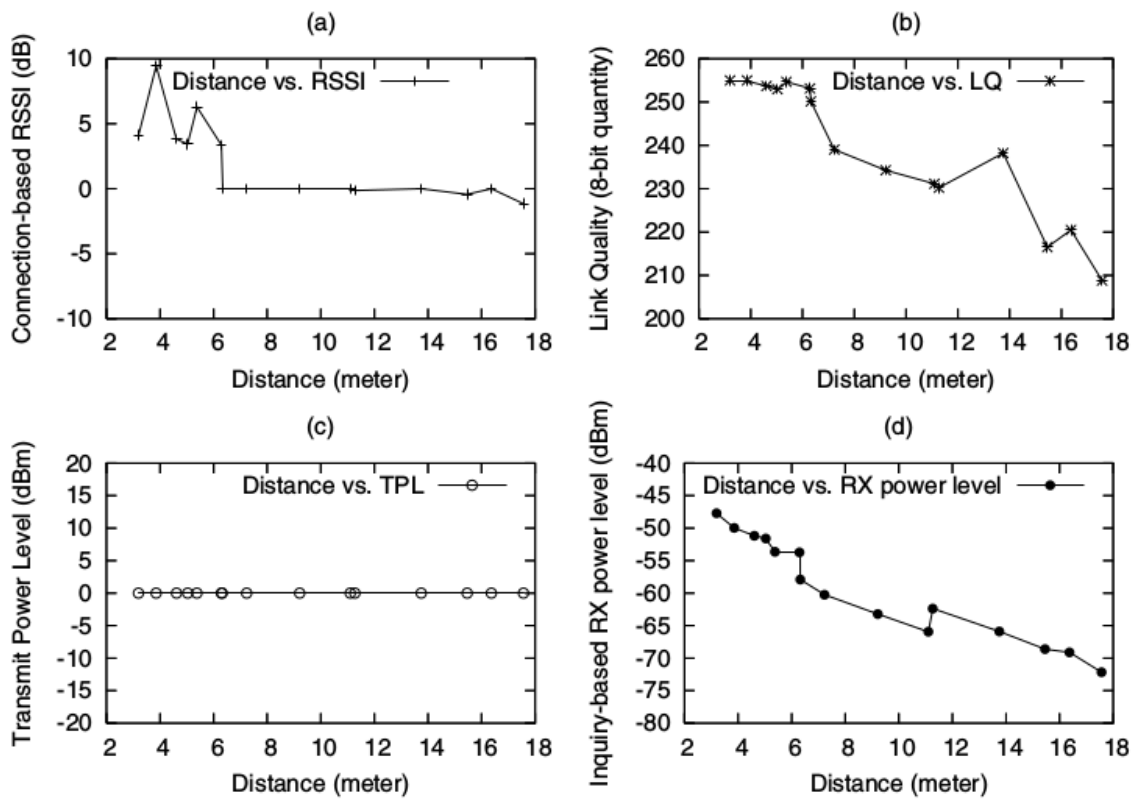 (a)
Connection-based RSSI (dB)
10
5
0
-5
-10
Distance vs. RSSI
2 4 6 8 10 12 14 16 18
Distance (meter)
(b)
Link Quality (8-bit quantity)
260
250
240
230
220
210
200
Distance vs. LQ
2 4 6 8 10 12 14 16 18
Distance (meter)
(c)
Transmit Power Level (dBm)
20
15
10
5
0
-5
-10
-15
-20
Distance vs. TPL
2 4 6 8 10 12 14 16 18
Distance (meter)
(d)
Inquiry-based RX power level (dBm)
-40
-45
-50
-55
-60
-65
-70
-75
-80
Distance vs. RX power level
2 4 6 8 10 12 14 16 18
Distance (meter)